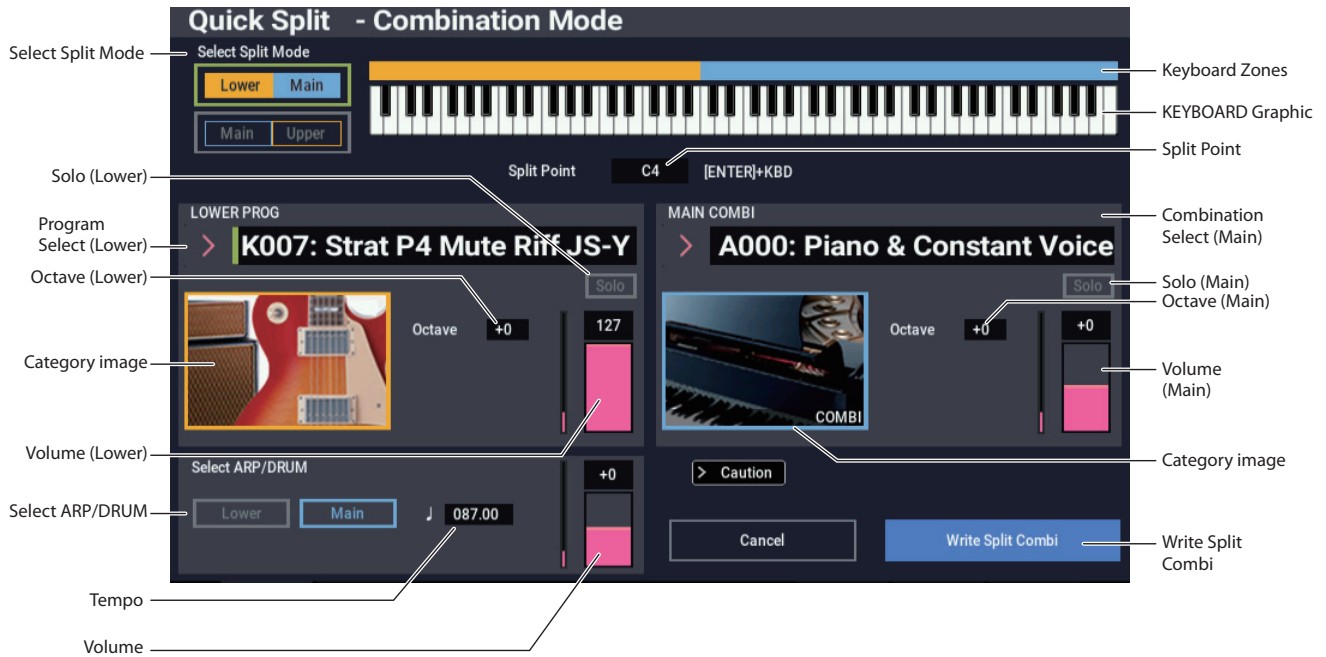 Quick Split - Combination Mode
Select Split Mode
Select Split Mode
Lower Main
Keyboard Zones
KEYBOARD Graphic
Main Upper
Split Point
Split Point C4 [ENTER]+KBD
Solo (Lower)
LOWER PROG
MAIN COMBI
Combination
Select (Main)
Program
Select (Lower)
K007: Strat P4 Mute Riff JS-Y
A000: Piano & Constant Voice
Octave (Lower)
Solo
Solo
Solo (Main)
Octave (Main)
Octave +0
127
Octave +0
+0
Category image
Volume
(Main)
COMBI
Volume (Lower)
Category image
Select ARP/DRUM
+0
> Caution
Select ARP/DRUM
Lower Main ♩ 087.00
Cancel
Write Split Combi
Write Split
Combi
Tempo
Volume